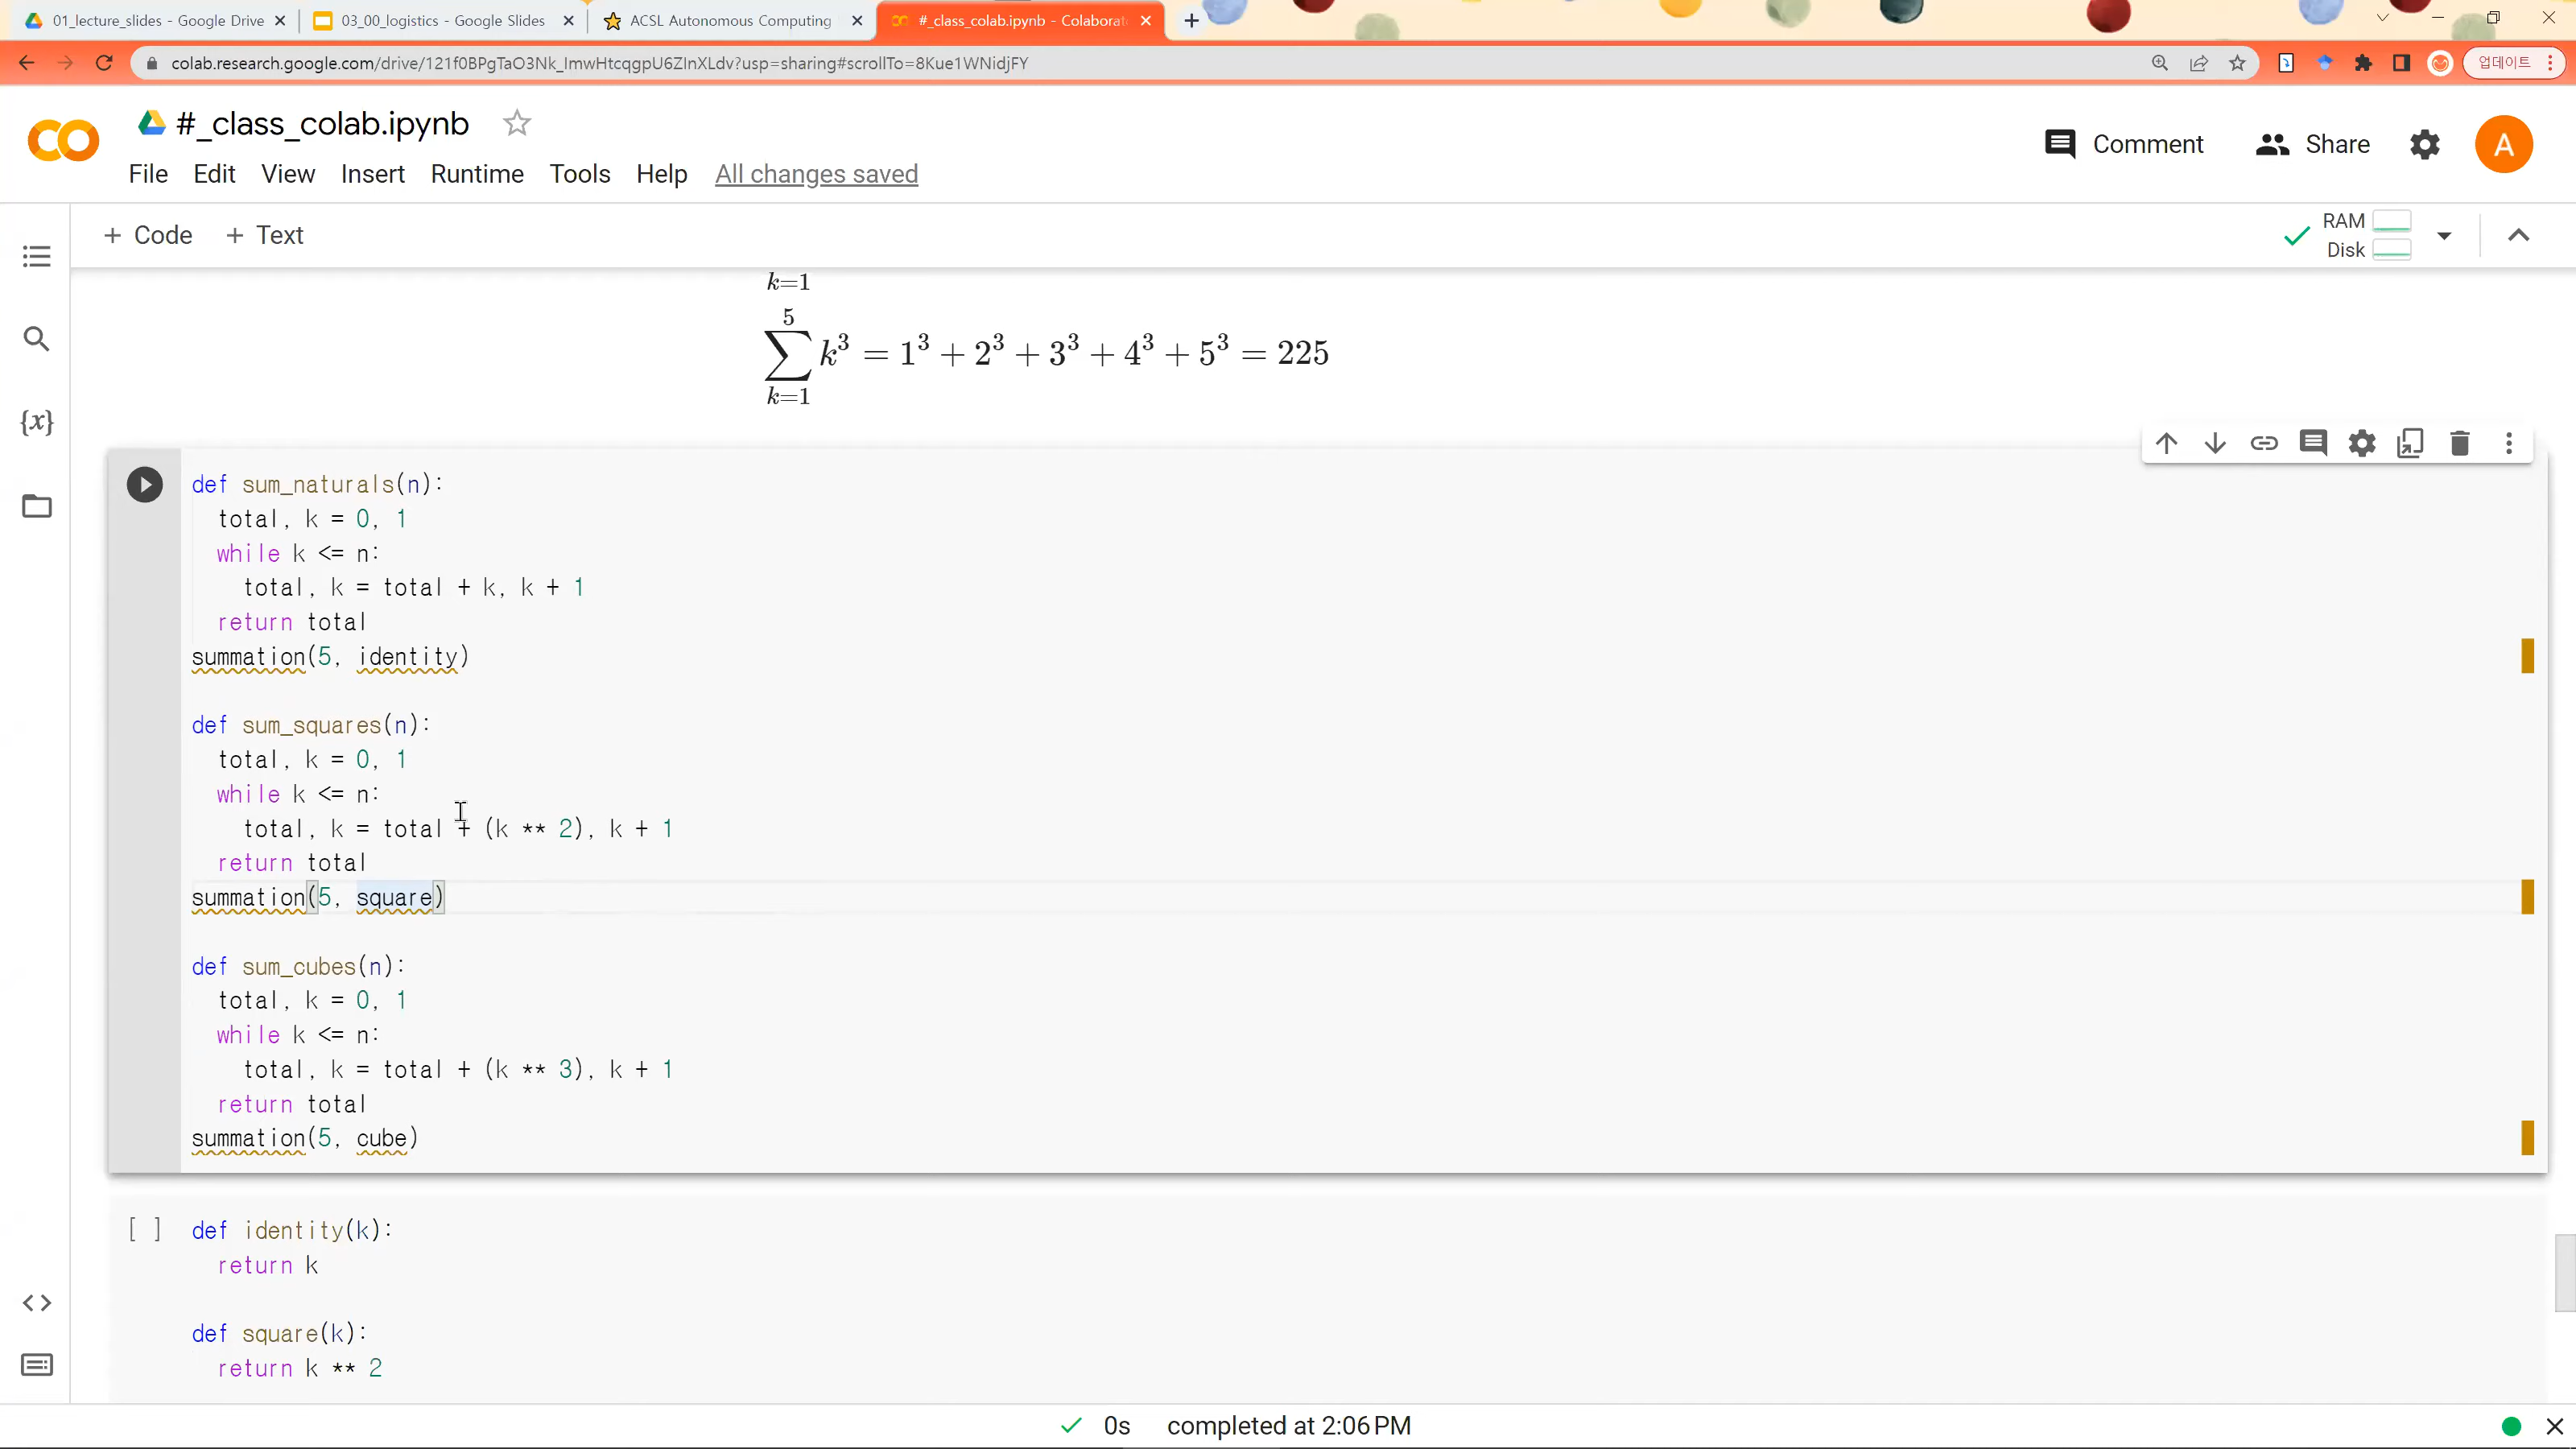 01_lecture_slides - Google Drive
03_00_logistics - Google Slides
ACSL Autonomous Computing
#_class_colab.ipynb - Colaborat
colab.research.google.com/drive/121f0BPgTaO3Nk_ImwHtcqgpU6ZlnXLdv?usp=sharing#scrollTo=8Kue1WNidjFY
업데이트
#_class_colab.ipynb
Comment
Share
A
File Edit View Insert Runtime Tools Help All changes saved
+ Code + Text
RAM
Disk
k=1
5
∑ k³ = 1³ + 2³ + 3³ + 4³ + 5³ = 225
k=1
{x}
def sum_naturals(n):
total, k = 0, 1
while k <= n:
total, k = total + k, k + 1
return total
summation(5, identity)
def sum_squares(n):
total, k = 0, 1
while k <= n:
total, k = total + (k ** 2), k + 1
return total
summation(5, square)
def sum_cubes(n):
total, k = 0, 1
while k <= n:
total, k = total + (k ** 3), k + 1
return total
summation(5, cube)
[ ] def identity(k):
return k
def square(k):
return k ** 2
0s completed at 2:06 PM